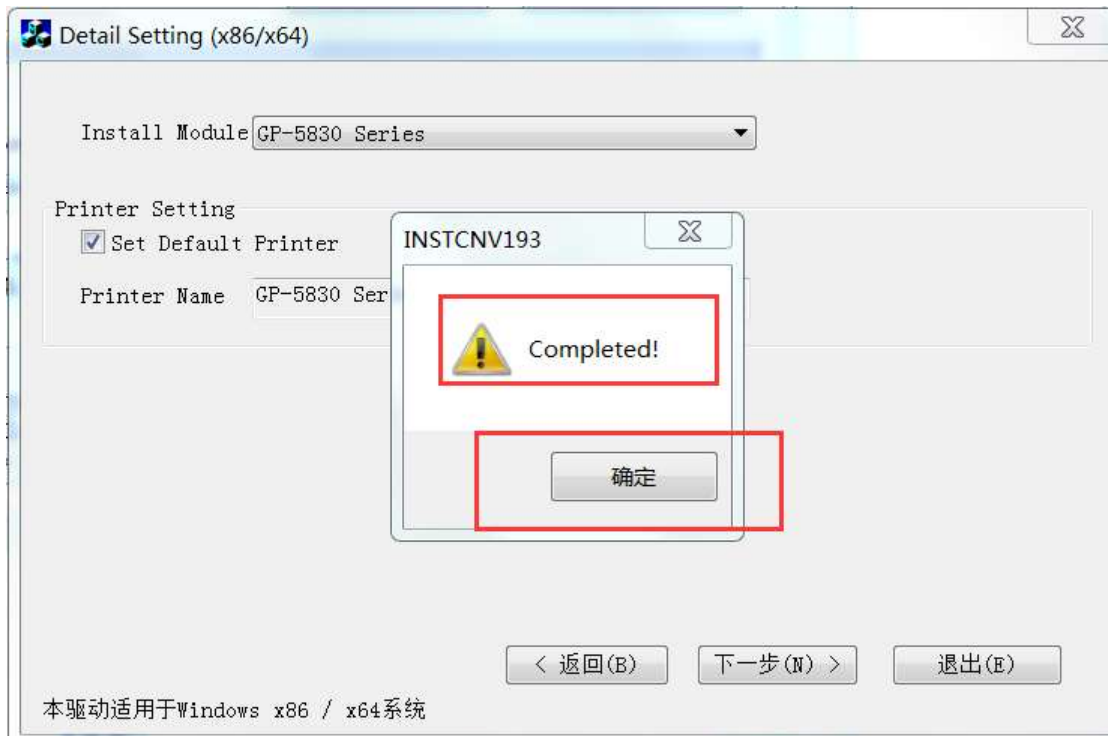 Detail Setting (x86/x64)
Install Module GP-5830 Series
Printer Setting
Set Default Printer
Printer Name GP-5830 Ser
INSTCNV193
Completed!
确定
< 返回(B) 下一步(N) > 退出(E)
本驱动适用于Windows x86 / x64系统